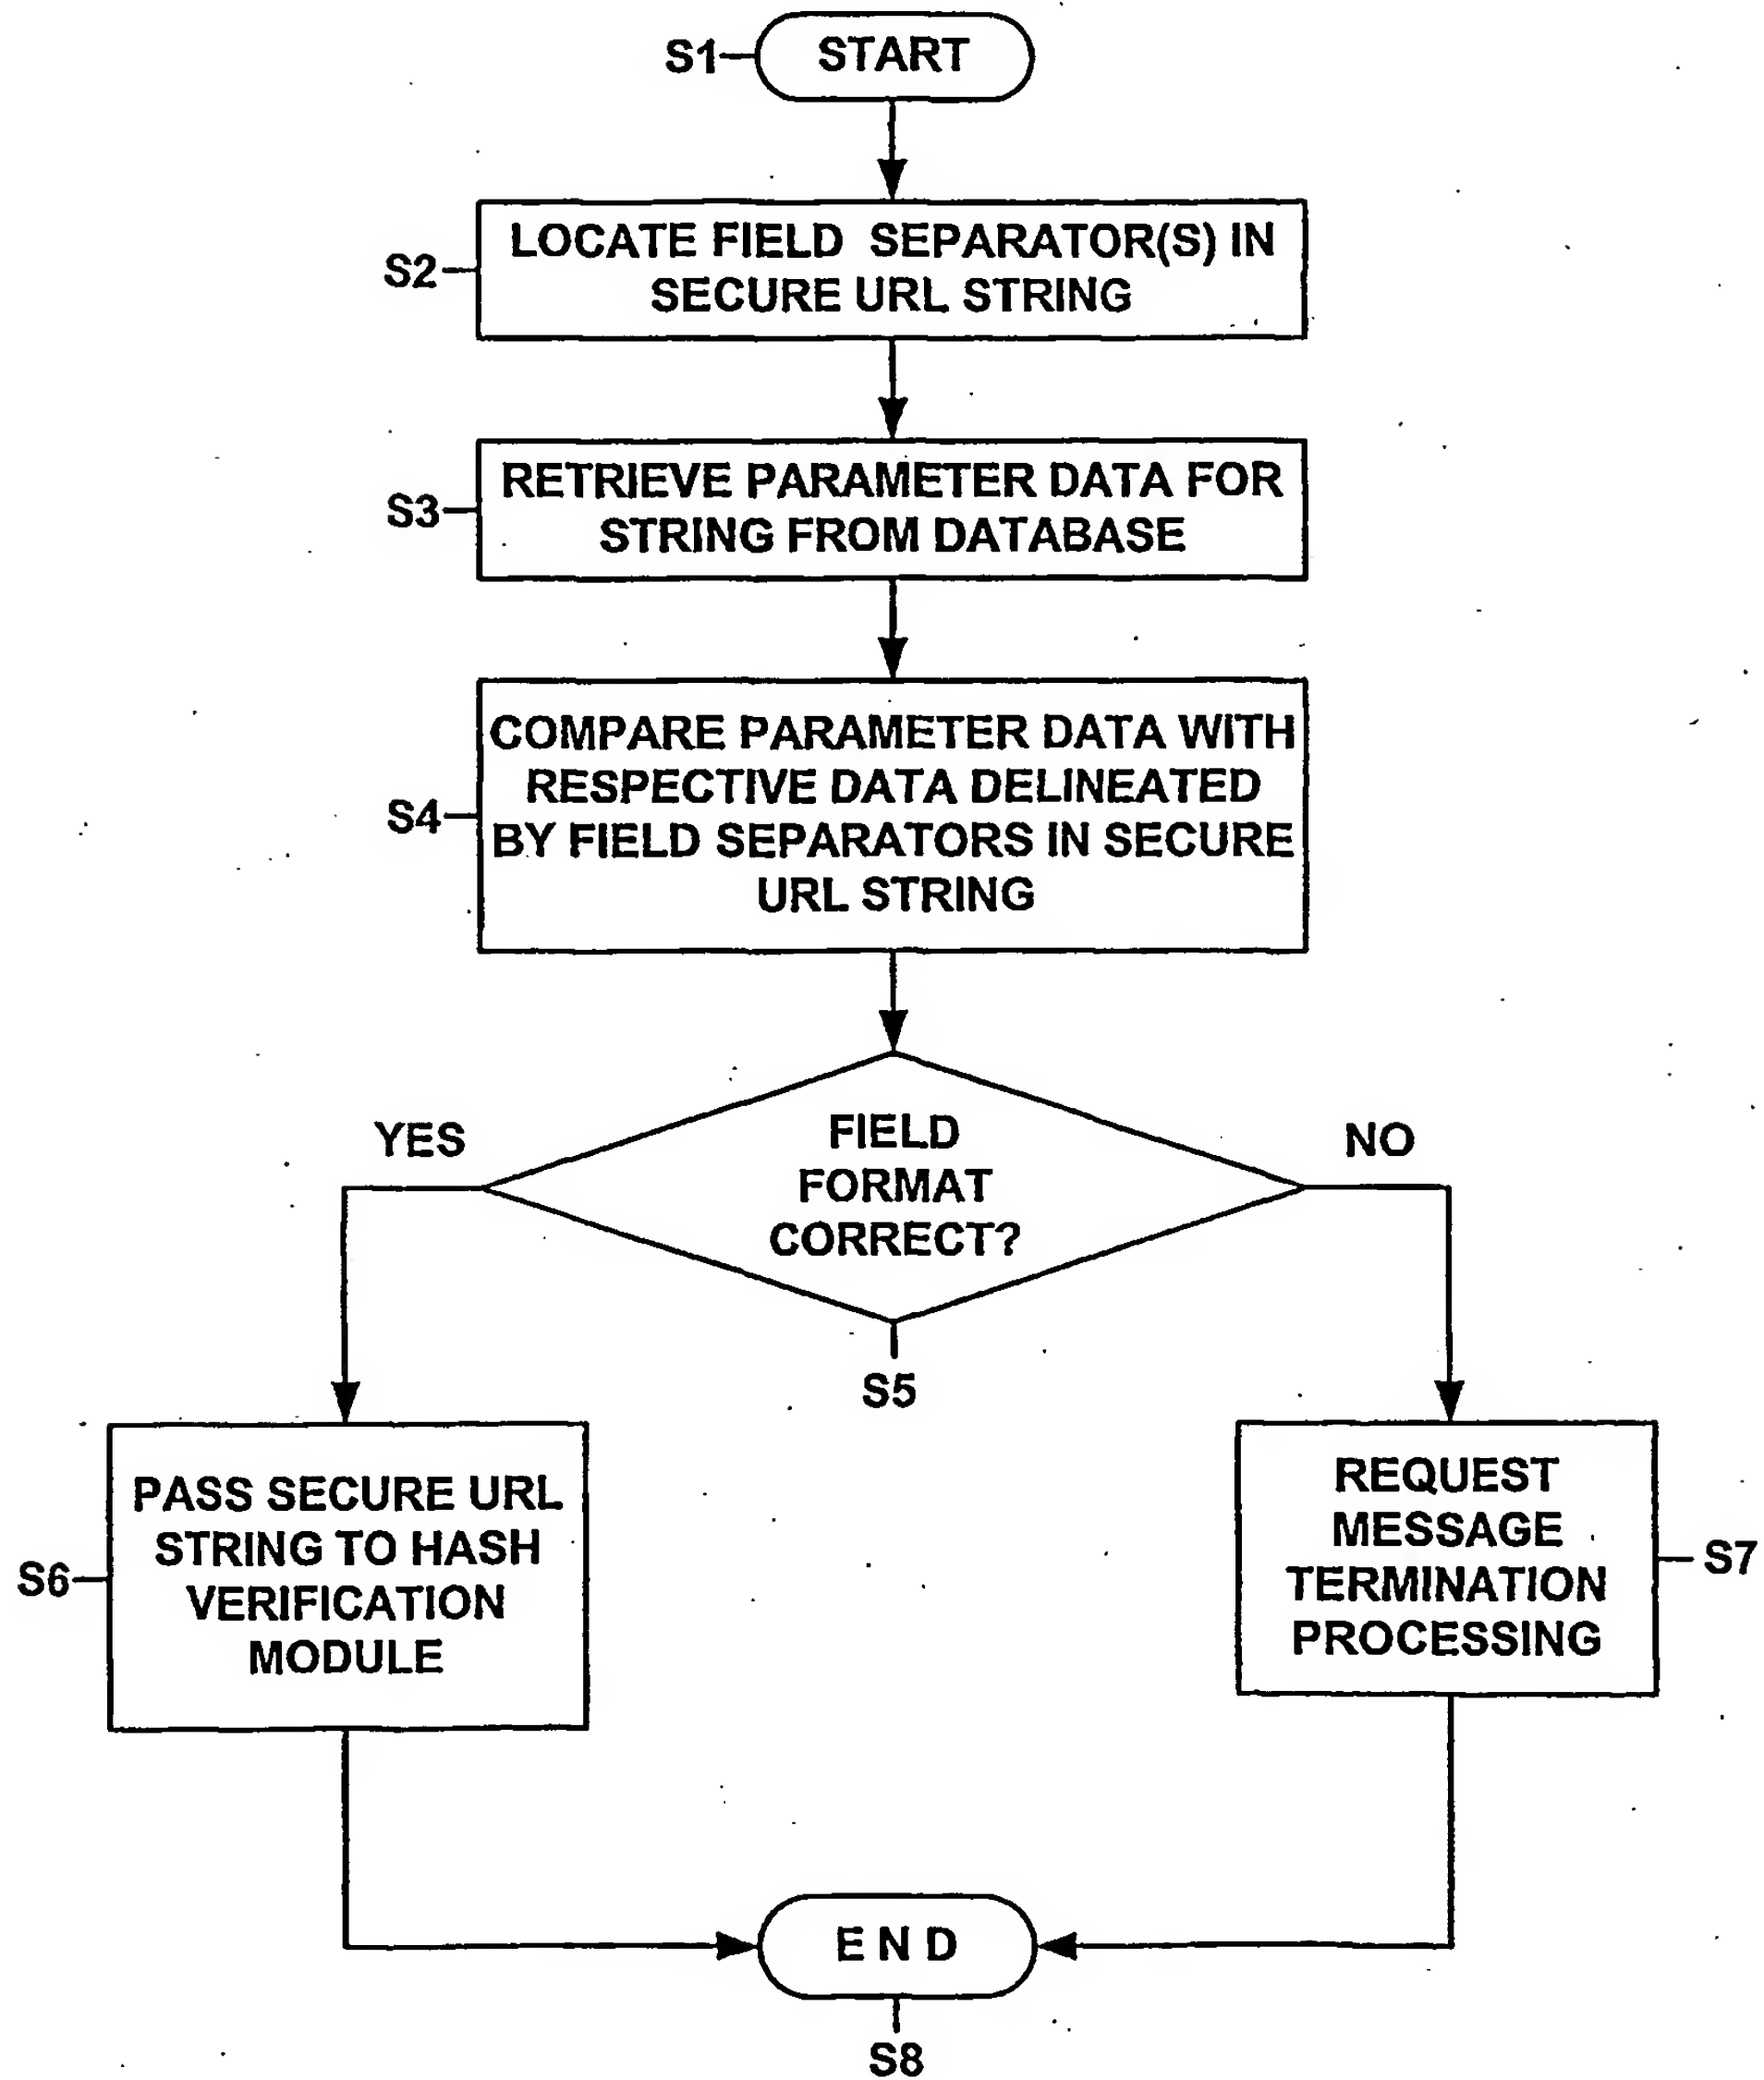 S1
START
S2
LOCATE FIELD SEPARATOR(S) IN
SECURE URL STRING
S3
RETRIEVE PARAMETER DATA FOR
STRING FROM DATABASE
S4
COMPARE PARAMETER DATA WITH
RESPECTIVE DATA DELINEATED
BY FIELD SEPARATORS IN SECURE
URL STRING
YES
FIELD
FORMAT
CORRECT?
NO
S5
S6
PASS SECURE URL
STRING TO HASH
VERIFICATION
MODULE
REQUEST
MESSAGE
TERMINATION
PROCESSING
S7
END
S8